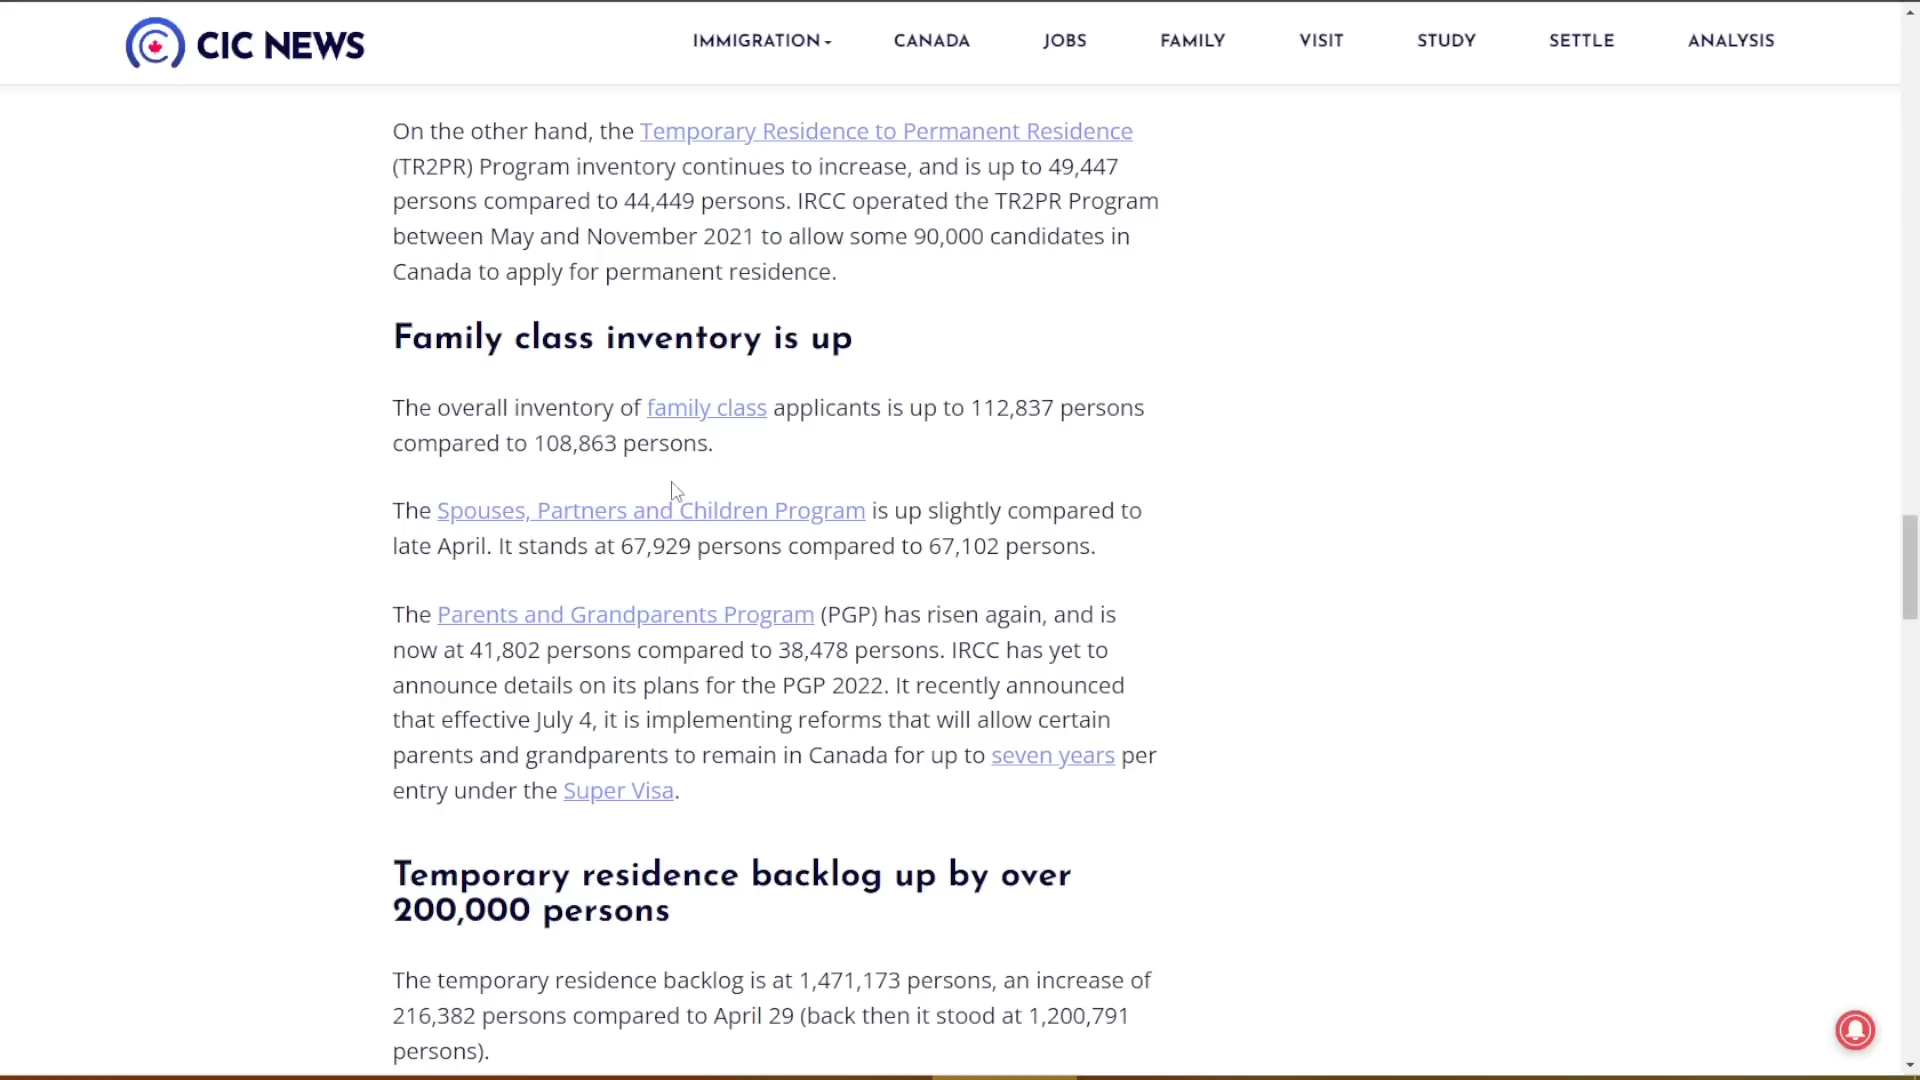 CIC NEWS
IMMIGRATION
CANADA
JOBS
FAMILY
VISIT
STUDY
SETTLE
ANALYSIS
On the other hand, the Temporary Residence to Permanent Residence
(TR2PR) Program inventory continues to increase, and is up to 49,447
persons compared to 44,449 persons. IRCC operated the TR2PR Program
between May and November 2021 to allow some 90,000 candidates in
Canada to apply for permanent residence.
Family class inventory is up
The overall inventory of family class applicants is up to 112,837 persons
compared to 108,863 persons.
The Spouses, Partners and Children Program is up slightly compared to
late April. It stands at 67,929 persons compared to 67,102 persons.
The Parents and Grandparents Program (PGP) has risen again, and is
now at 41,802 persons compared to 38,478 persons. IRCC has yet to
announce details on its plans for the PGP 2022. It recently announced
that effective July 4, it is implementing reforms that will allow certain
parents and grandparents to remain in Canada for up to seven years per
entry under the Super Visa.
Temporary residence backlog up by over
200,000 persons
The temporary residence backlog is at 1,471,173 persons, an increase of
216,382 persons compared to April 29 (back then it stood at 1,200,791
persons).